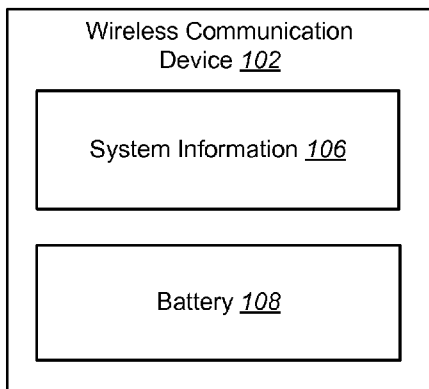 Wireless Communication
Device 102
System Information 106
Battery 108